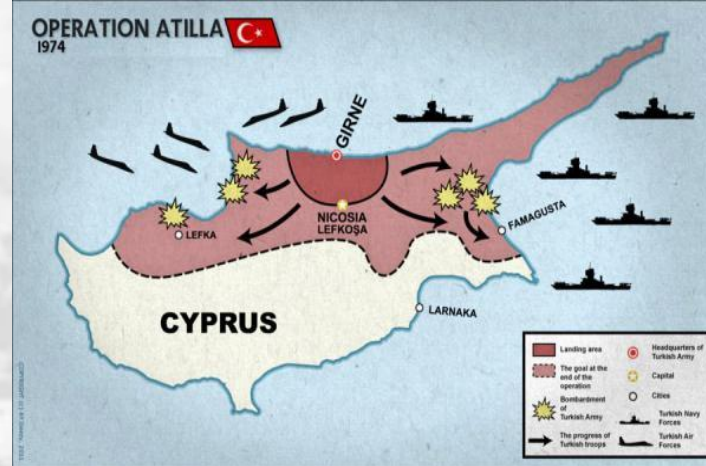 OPERATION ATILLA
1974
GIRNE
NICOSIA
LEFKOŞA
LEFKA
FAMAGUSTA
LARNAKA
CYPRUS
Landing area
The goal at the
end of the
operation
Bombardment
of
Turkish Army
The progress of
Turkish troops
Headquarters of
Turkish Army
Capital
Cities
Turkish Navy
Forces
Turkish Air
Forces